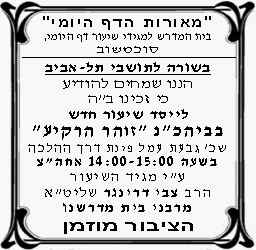 "מאורות הדף היומי"
בית המדרש למגידי שיעור דף היומי,
סוכמשוב
בשורה לתושבי תל-אביב
הננו שמחים להודיע
כי זכינו ב"ה
לייסד שיעור חדש
בביהכ"נ "זוהר הרקיע"
שכ' גבעת עמל פינת דרך ההלכה
בשעה 14:00-15:00 אחה"צ
ע"י מגיד השיעור
הרב צבי דרינגר שליט"א
מרבני בית מדרשנו
הציבור מוזמן